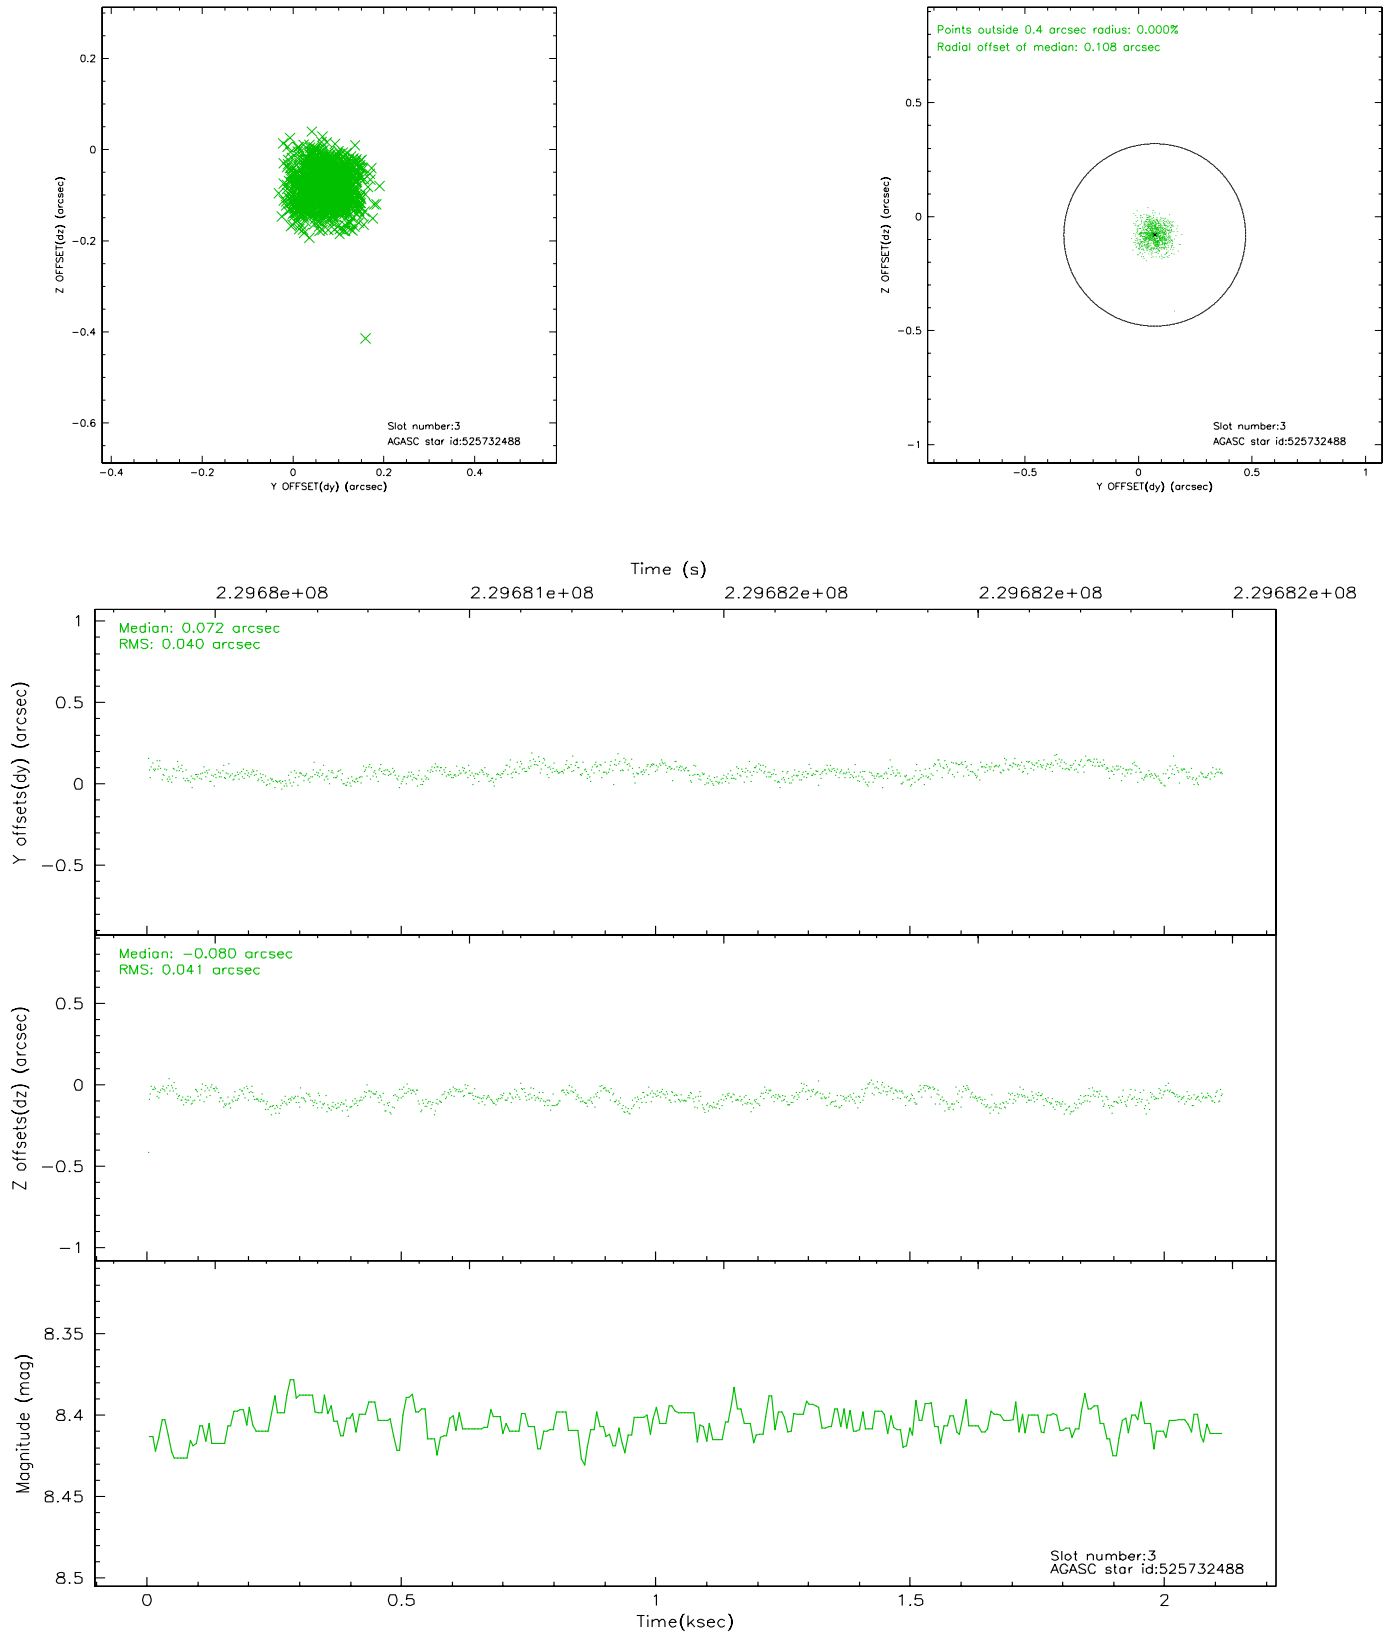 0.2
0
−0.2
−0.4
−0.6
Z OFFSET(dz) (arcsec)
Slot number:3
AGASC star id:525732488
−0.4 −0.2 0 0.2 0.4
Y OFFSET(dy) (arcsec)
Points outside 0.4 arcsec radius: 0.000%
Radial offset of median: 0.108 arcsec
0.5
0
−0.5
−1
Z OFFSET(dz) (arcsec)
Slot number:3
AGASC star id:525732488
−0.5 0 0.5 1
Y OFFSET(dy) (arcsec)
Time (s)
2.2968e+08 2.29681e+08 2.29682e+08 2.29682e+08 2.29682e+08
Median: 0.072 arcsec
RMS: 0.040 arcsec
1
0.5
0
−0.5
Y offsets(dy) (arcsec)
Median: −0.080 arcsec
RMS: 0.041 arcsec
0.5
0
−0.5
−1
Z offsets(dz) (arcsec)
8.35
8.4
8.45
8.5
Magnitude (mag)
Slot number:3
AGASC star id:525732488
0 0.5 1 1.5 2
Time(ksec)